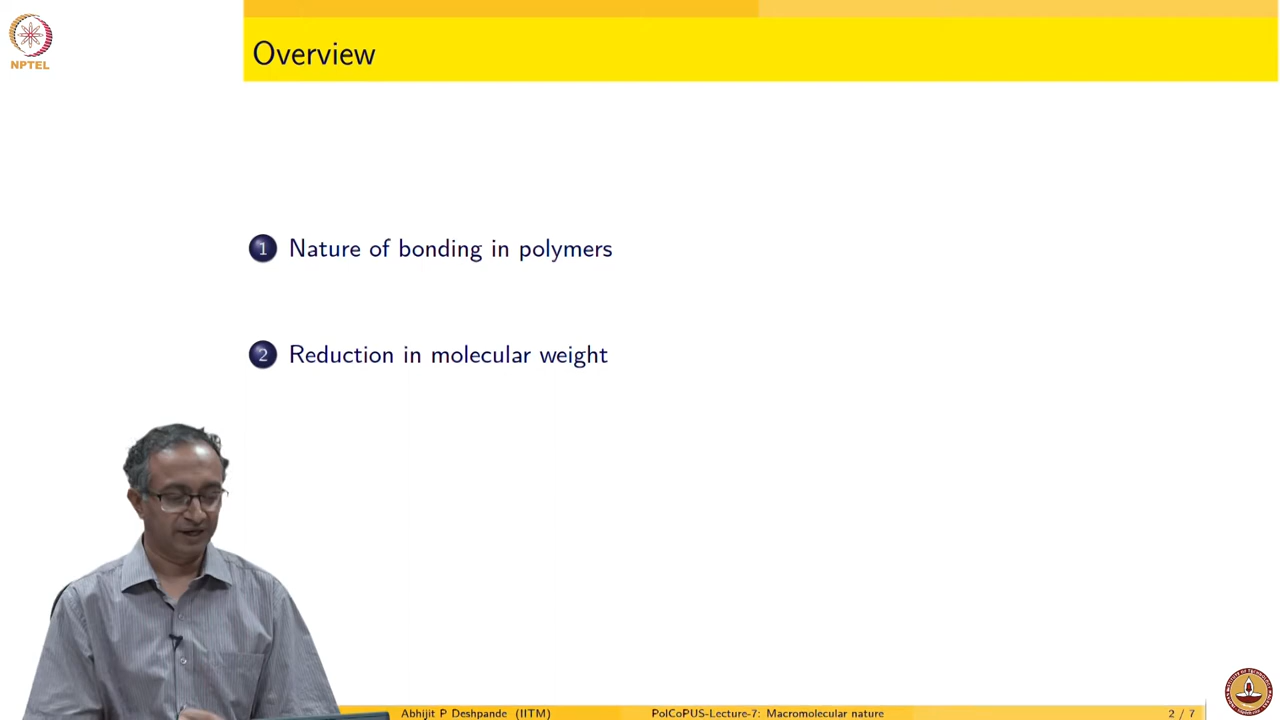 NPTEL
Overview
1 Nature of bonding in polymers
2 Reduction in molecular weight
Abhijit P Deshpande (IITM) PolCoPUS-Lecture-7: Macromolecular nature 2 / 7